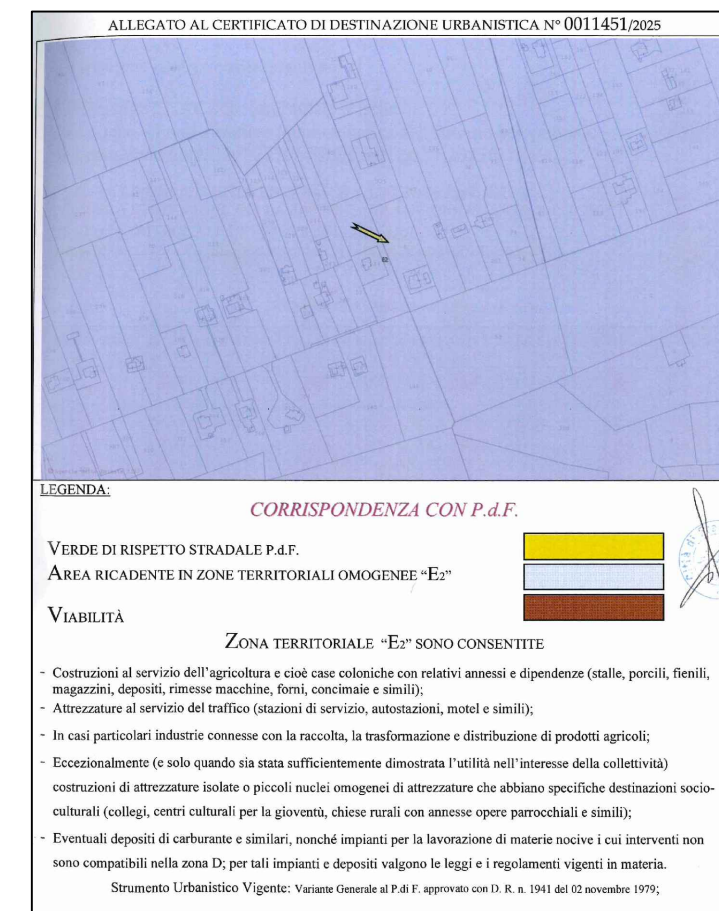 ALLEGATO AL CERTIFICATO DI DESTINAZIONE URBANISTICA N° 0011451/2025
LEGENDA:
CORRISPONDENZA CON P.d.F.
VERDE DI RISPETTO STRADALE P.d.F.
AREA RICADENTE IN ZONE TERRITORIALI OMOGENEE “E2”
VIABILITÀ
ZONA TERRITORIALE “E2” SONO CONSENTITE
- Costruzioni al servizio dell’agricoltura e cioè case coloniche con relativi annessi e dipendenze (stalle, porcili, fienili,
magazzini, depositi, rimesse macchine, forni, concimaie e simili);
- Attrezzature al servizio del traffico (stazioni di servizio, autostazioni, motel e simili);
- In casi particolari industrie connesse con la raccolta, la trasformazione e distribuzione di prodotti agricoli;
- Eccezionalmente (e solo quando sia stata sufficientemente dimostrata l’utilità nell’interesse della collettività)
costruzioni di attrezzature isolate o piccoli nuclei omogenei di attrezzature che abbiano specifiche destinazioni socio-
culturali (collegi, centri culturali per la gioventù, chiese rurali con annesse opere parrocchiali e simili);
- Eventuali depositi di carburante e similari, nonché impianti per la lavorazione di materie nocive i cui interventi non
sono compatibili nella zona D; per tali impianti e depositi valgono le leggi e i regolamenti vigenti in materia.
Strumento Urbanistico Vigente: Variante Generale al P.di F. approvato con D. R. n. 1941 del 02 novembre 1979;